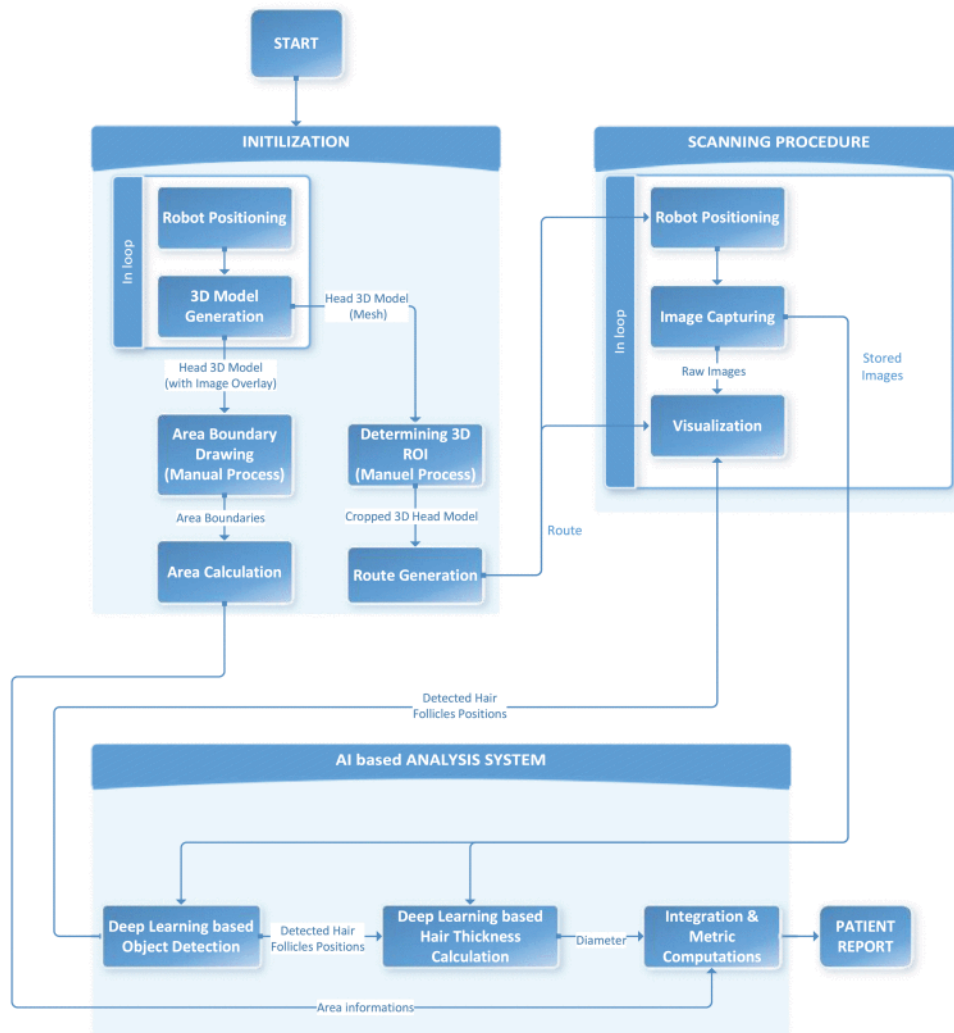 START
INITILIZATION
In loop
Robot Positioning
3D Model
Generation
Head 3D Model
(Mesh)
Head 3D Model
(with Image Overlay)
Area Boundary
Drawing
(Manual Process)
Determining 3D
ROI
(Manuel Process)
Area Boundaries
Cropped 3D Head Model
Area Calculation
Route Generation
SCANNING PROCEDURE
In loop
Robot Positioning
Image Capturing
Raw Images
Visualization
Stored
Images
Route
Detected Hair
Follicles Positions
AI based ANALYSIS SYSTEM
Deep Learning based
Object Detection
Detected Hair
Follicles Positions
Deep Learning based
Hair Thickness
Calculation
Diameter
Integration &
Metric
Computations
PATIENT
REPORT
Area informations